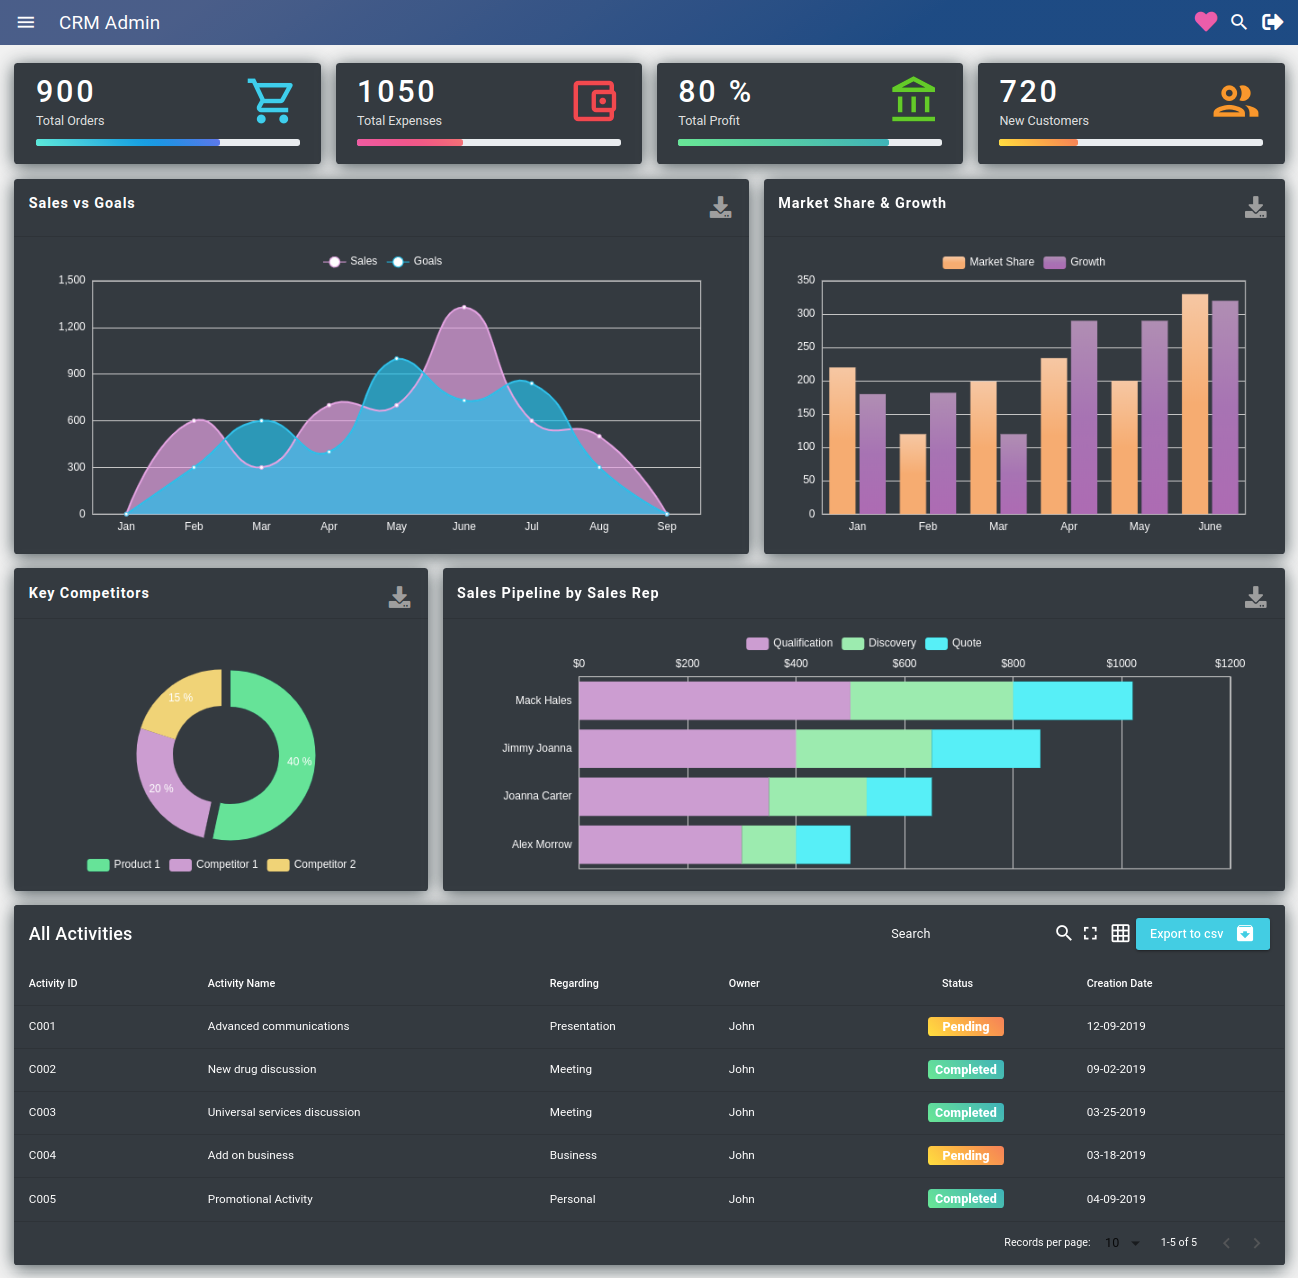 CRM Admin
900
Total Orders
1050
Total Expenses
80 %
Total Profit
720
New Customers
Sales vs Goals
Sales Goals
1,500
1,200
900
600
300
0
Jan Feb Mar Apr May June Jul Aug Sep
Market Share & Growth
Market Share Growth
350
300
250
200
150
100
50
0
Jan Feb Mar Apr May June
Key Competitors
15 %
40 %
20 %
Product 1 Competitor 1 Competitor 2
Sales Pipeline by Sales Rep
Qualification Discovery Quote
$0 $200 $400 $600 $800 $1000 $1200
Mack Hales
Jimmy Joanna
Joanna Carter
Alex Morrow
All Activities Search Export to csv
Activity ID Activity Name Regarding Owner Status Creation Date
C001 Advanced communications Presentation John Pending 12-09-2019
C002 New drug discussion Meeting John Completed 09-02-2019
C003 Universal services discussion Meeting John Completed 03-25-2019
C004 Add on business Business John Pending 03-18-2019
C005 Promotional Activity Personal John Completed 04-09-2019
Records per page: 10 1-5 of 5